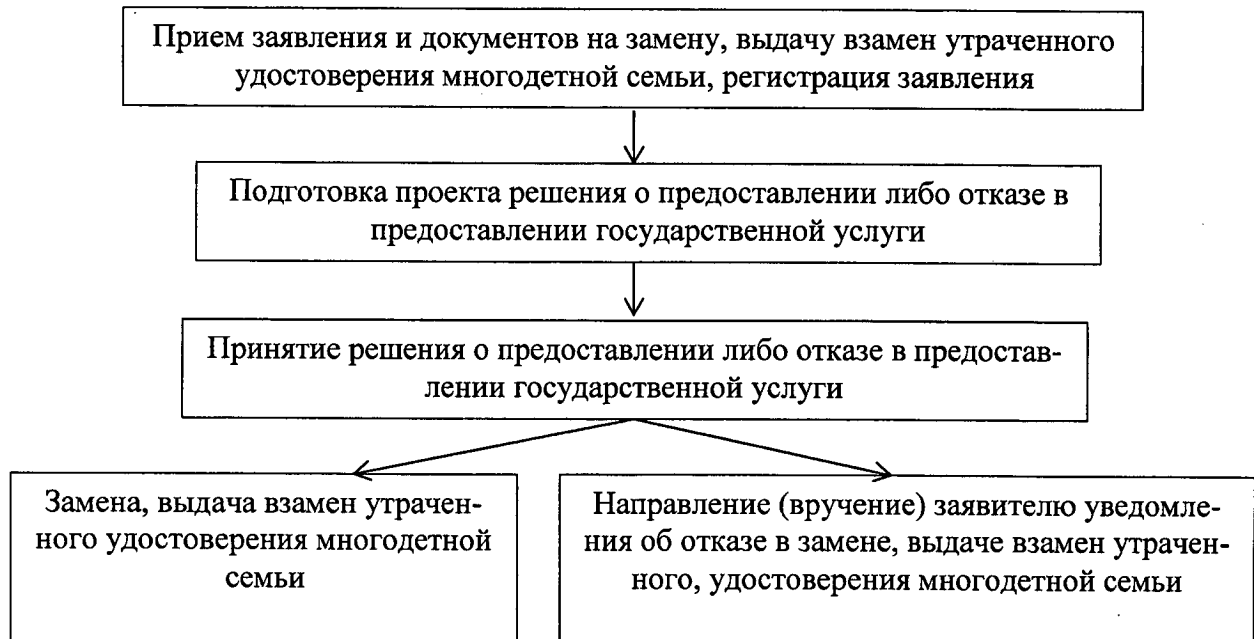 Прием заявления и документов на замену, выдачу взамен утраченного
удостоверения многодетной семьи, регистрация заявления
Подготовка проекта решения о предоставлении либо отказе в
предоставлении государственной услуги
Принятие решения о предоставлении либо отказе в предостав-
лении государственной услуги
Замена, выдача взамен утрачен-
ного удостоверения многодетной
семьи
Направление (вручение) заявителю уведомле-
ния об отказе в замене, выдаче взамен утрачен-
ного, удостоверения многодетной семьи